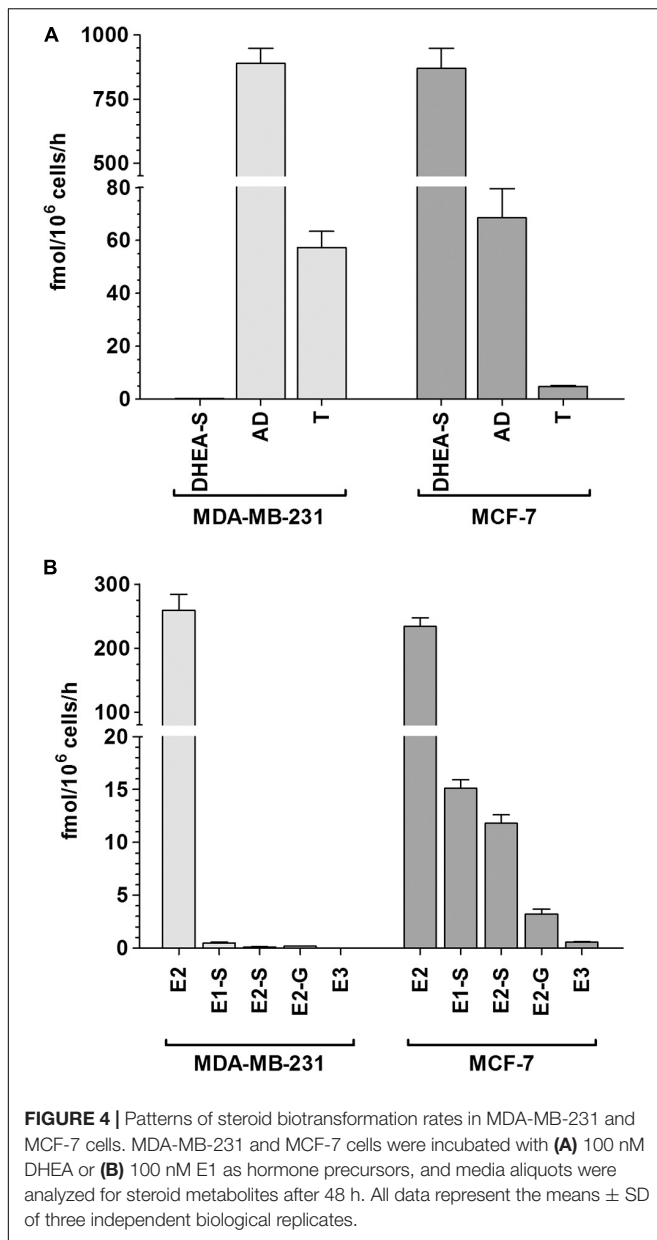 A
fmol/10⁶ cells/h
1000
750
500
80
60
40
20
0
DHEA-S
AD
T
DHEA-S
AD
T
MDA-MB-231
MCF-7
B
fmol/10⁶ cells/h
300
200
100
20
15
10
5
0
E2
E1-S
E2-S
E2-G
E3
E2
E1-S
E2-S
E2-G
E3
MDA-MB-231
MCF-7
FIGURE 4 | Patterns of steroid biotransformation rates in MDA-MB-231 and
MCF-7 cells. MDA-MB-231 and MCF-7 cells were incubated with (A) 100 nM
DHEA or (B) 100 nM E1 as hormone precursors, and media aliquots were
analyzed for steroid metabolites after 48 h. All data represent the means ± SD
of three independent biological replicates.